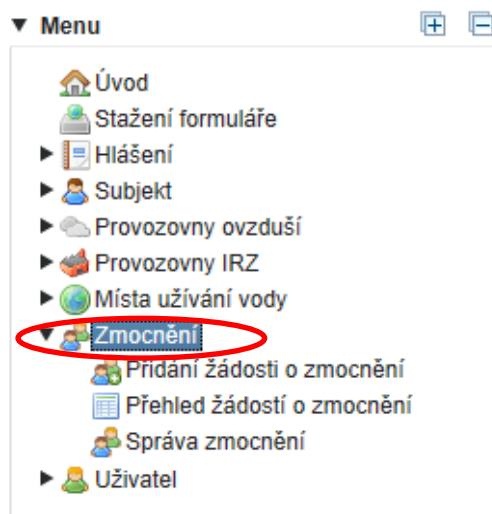 Menu
Úvod
Stažení formuláře
Hlášení
Subjekt
Provozovny ovzduší
Provozovny IRZ
Místa užívání vody
Zmocnění
Přidání žádosti o zmocnění
Přehled žádostí o zmocnění
Správa zmocnění
Uživatel